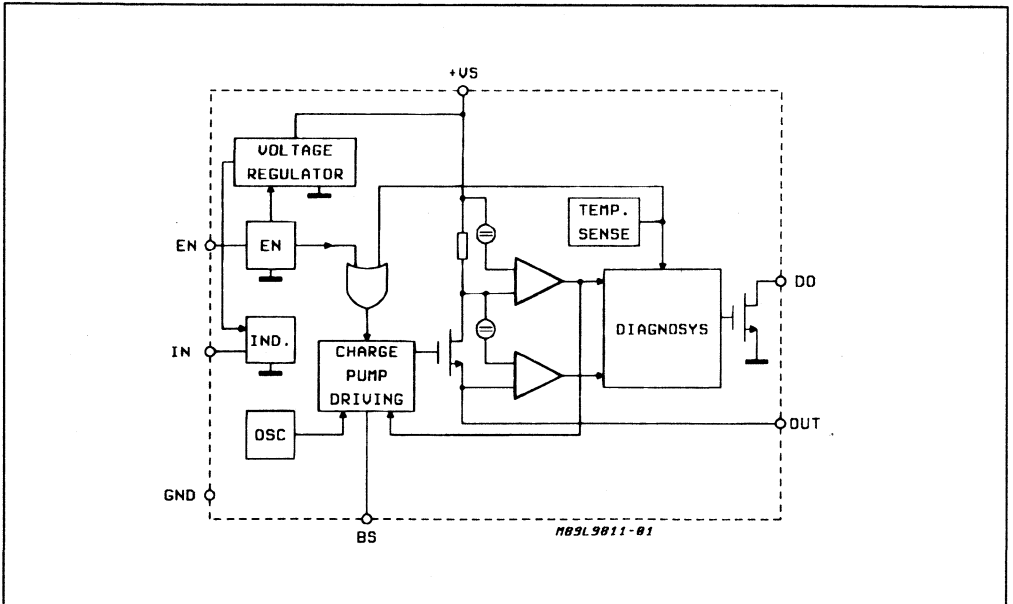 +VS
VOLTAGE
REGULATOR
TEMP.
SENSE
EN
EN
DO
DIAGNOSYS
IN
IND.
CHARGE
PUMP
DRIVING
OSC
OUT
GND
BS
M89L9811-01